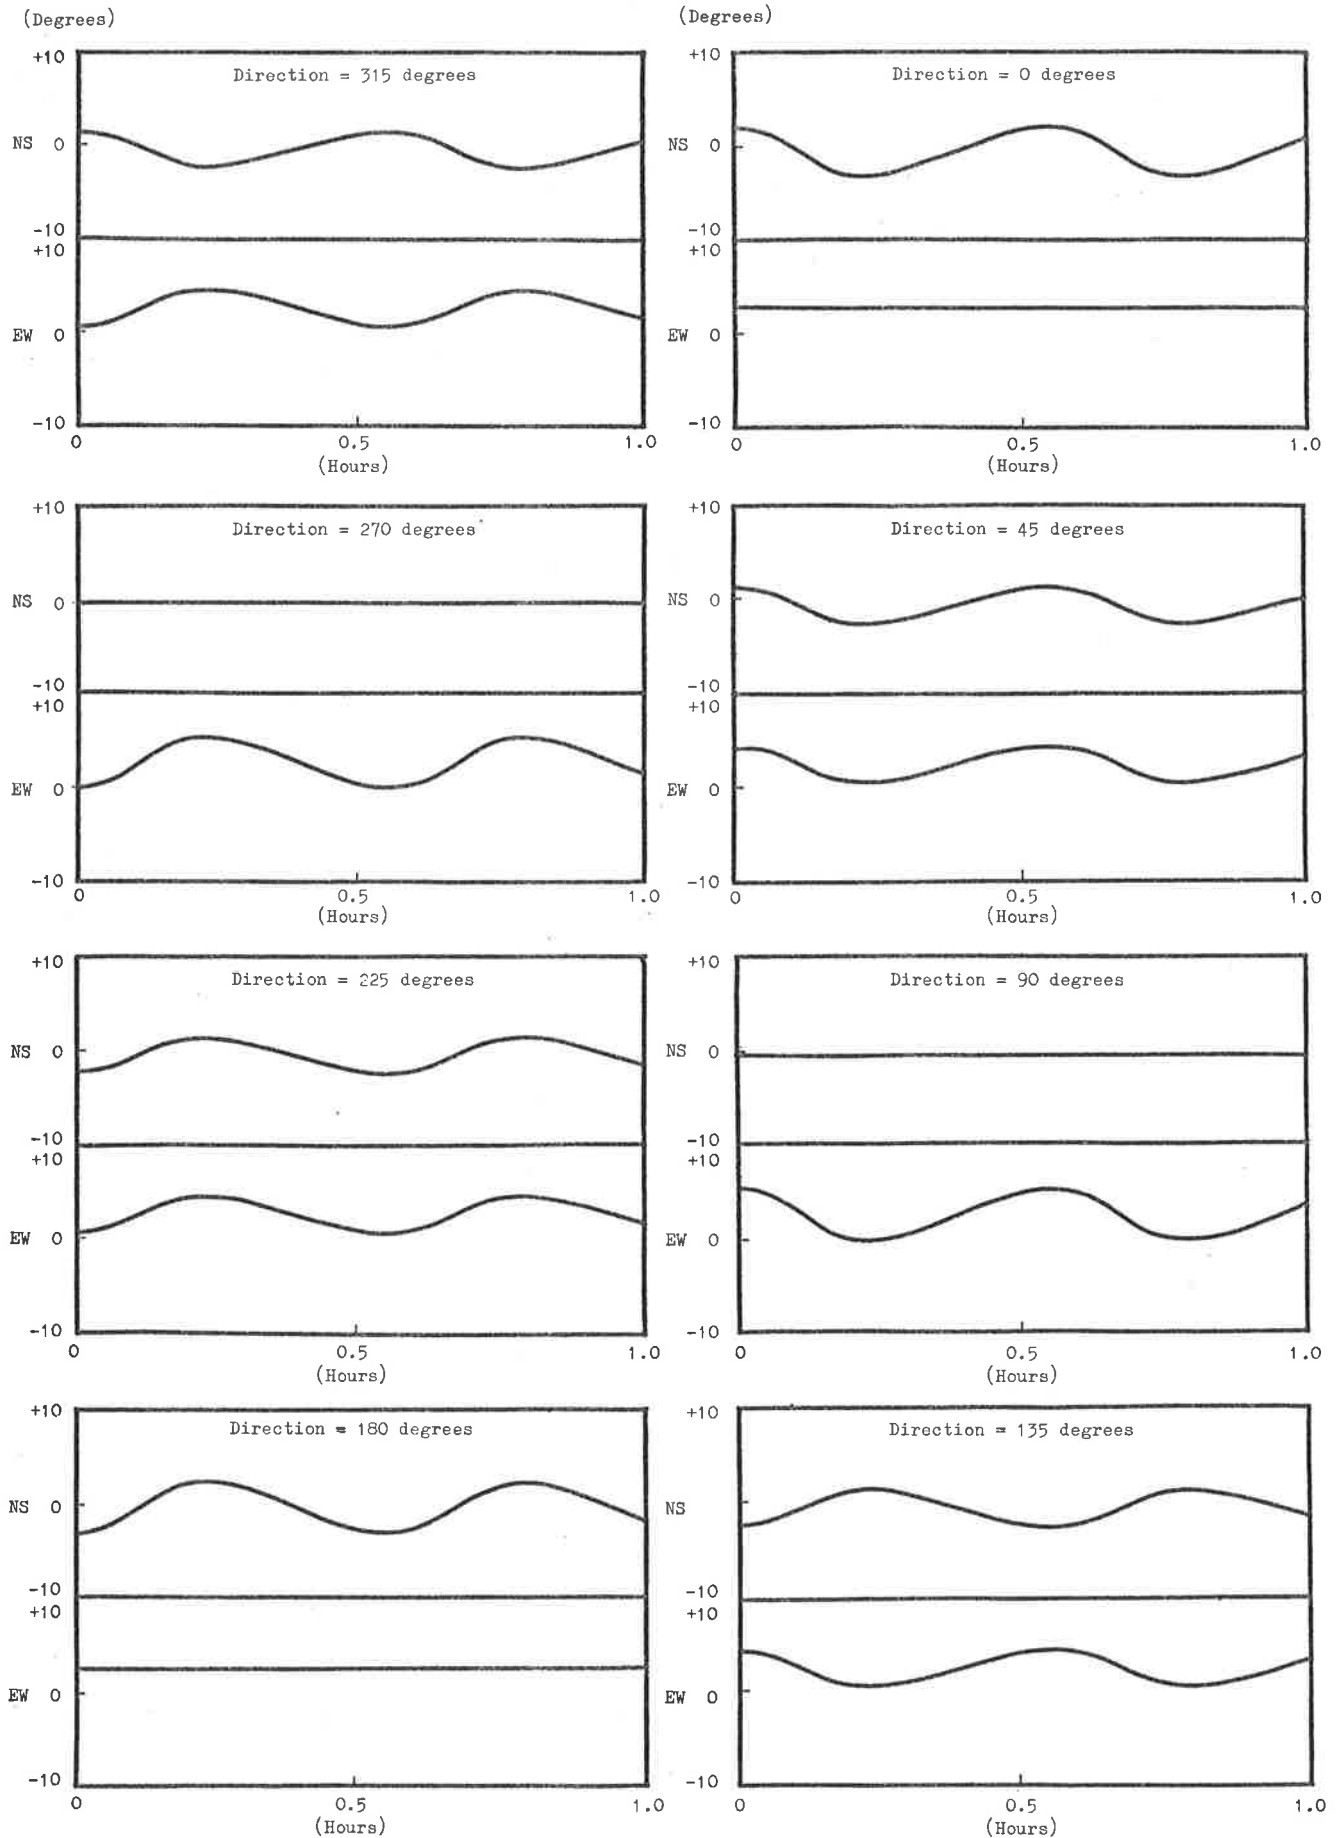 (Degrees)
+10
Direction = 315 degrees
NS 0
-10
+10
EW 0
-10
0 0.5 1.0
(Hours)
(Degrees)
+10
Direction = 0 degrees
NS 0
-10
+10
EW 0
-10
0 0.5 1.0
(Hours)
+10
Direction = 270 degrees
NS 0
-10
+10
EW 0
-10
0 0.5 1.0
(Hours)
+10
Direction = 45 degrees
NS 0
-10
+10
EW 0
-10
0 0.5 1.0
(Hours)
+10
Direction = 225 degrees
NS 0
-10
+10
EW 0
-10
0 0.5 1.0
(Hours)
+10
Direction = 90 degrees
NS 0
-10
+10
EW 0
-10
0 0.5 1.0
(Hours)
+10
Direction = 180 degrees
NS 0
-10
+10
EW 0
-10
0 0.5 1.0
(Hours)
+10
Direction = 135 degrees
NS
-10
+10
EW 0
-10
0 0.5 1.0
(Hours)